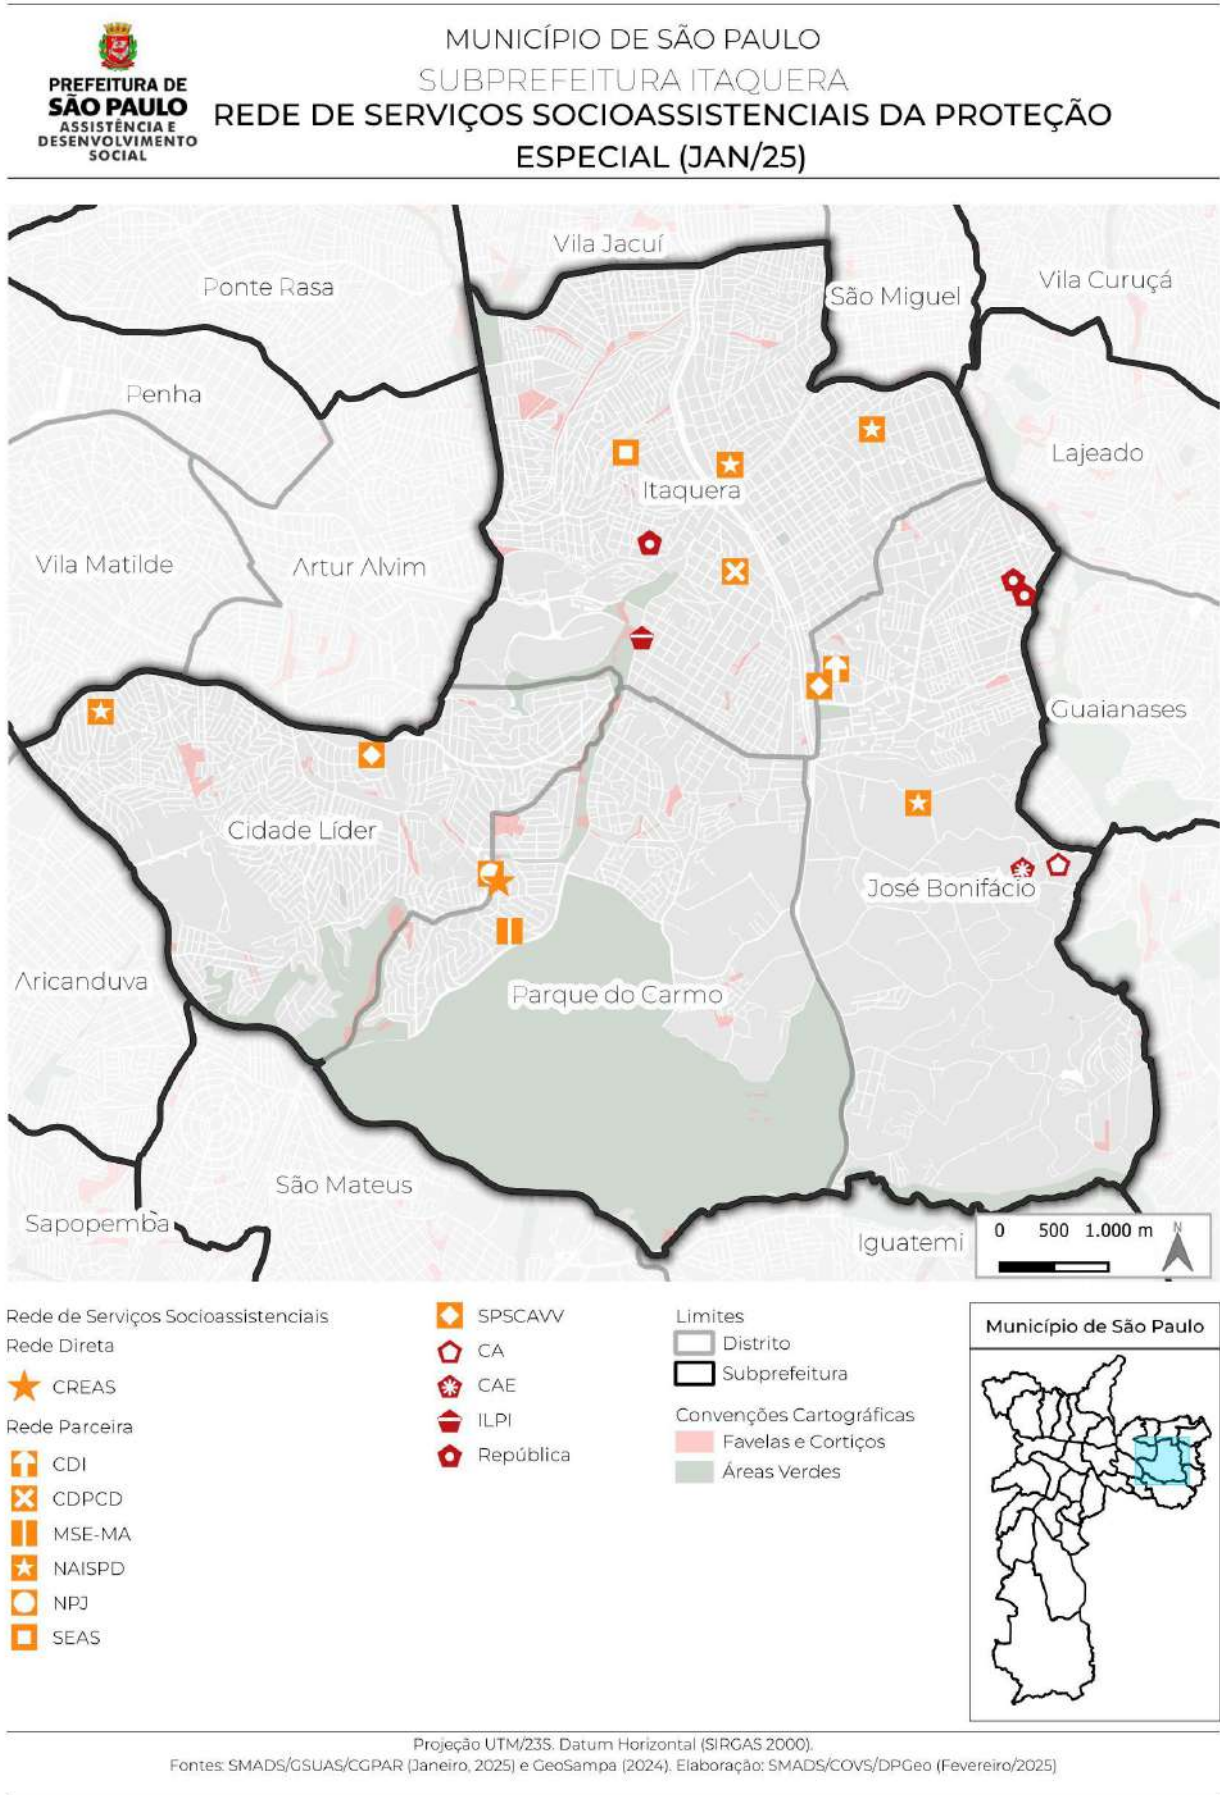 PREFEITURA DE
SÃO PAULO
ASSISTÊNCIA E
DESENVOLVIMENTO
SOCIAL
MUNICÍPIO DE SÃO PAULO
SUBPREFEITURA ITAQUERA
REDE DE SERVIÇOS SOCIOASSISTENCIAIS DA PROTEÇÃO
ESPECIAL (JAN/25)
Vila Jacuí
Ponte Rasa
São Miguel
Vila Curuçá
Penha
Lajeado
Itaquera
Vila Matilde
Artur Alvim
Guaianases
Cidade Líder
José Bonifácio
Aricanduva
Parque do Carmo
São Mateus
Sapopemba
Iguatemi
0 500 1.000 m
N
Rede de Serviços Socioassistenciais
Rede Direta
CREAS
Rede Parceira
CDI
CDPCD
MSE-MA
NAISPD
NPJ
SEAS
SPSCAVV
CA
CAE
ILPI
República
Limites
Distrito
Subprefeitura
Convenções Cartográficas
Favelas e Cortiços
Áreas Verdes
Município de São Paulo
Projeção UTM/23S. Datum Horizontal (SIRGAS 2000).
Fontes: SMADS/GSUAS/CGPAR (Janeiro, 2025) e GeoSampa (2024). Elaboração: SMADS/COVS/DPGeo (Fevereiro/2025)